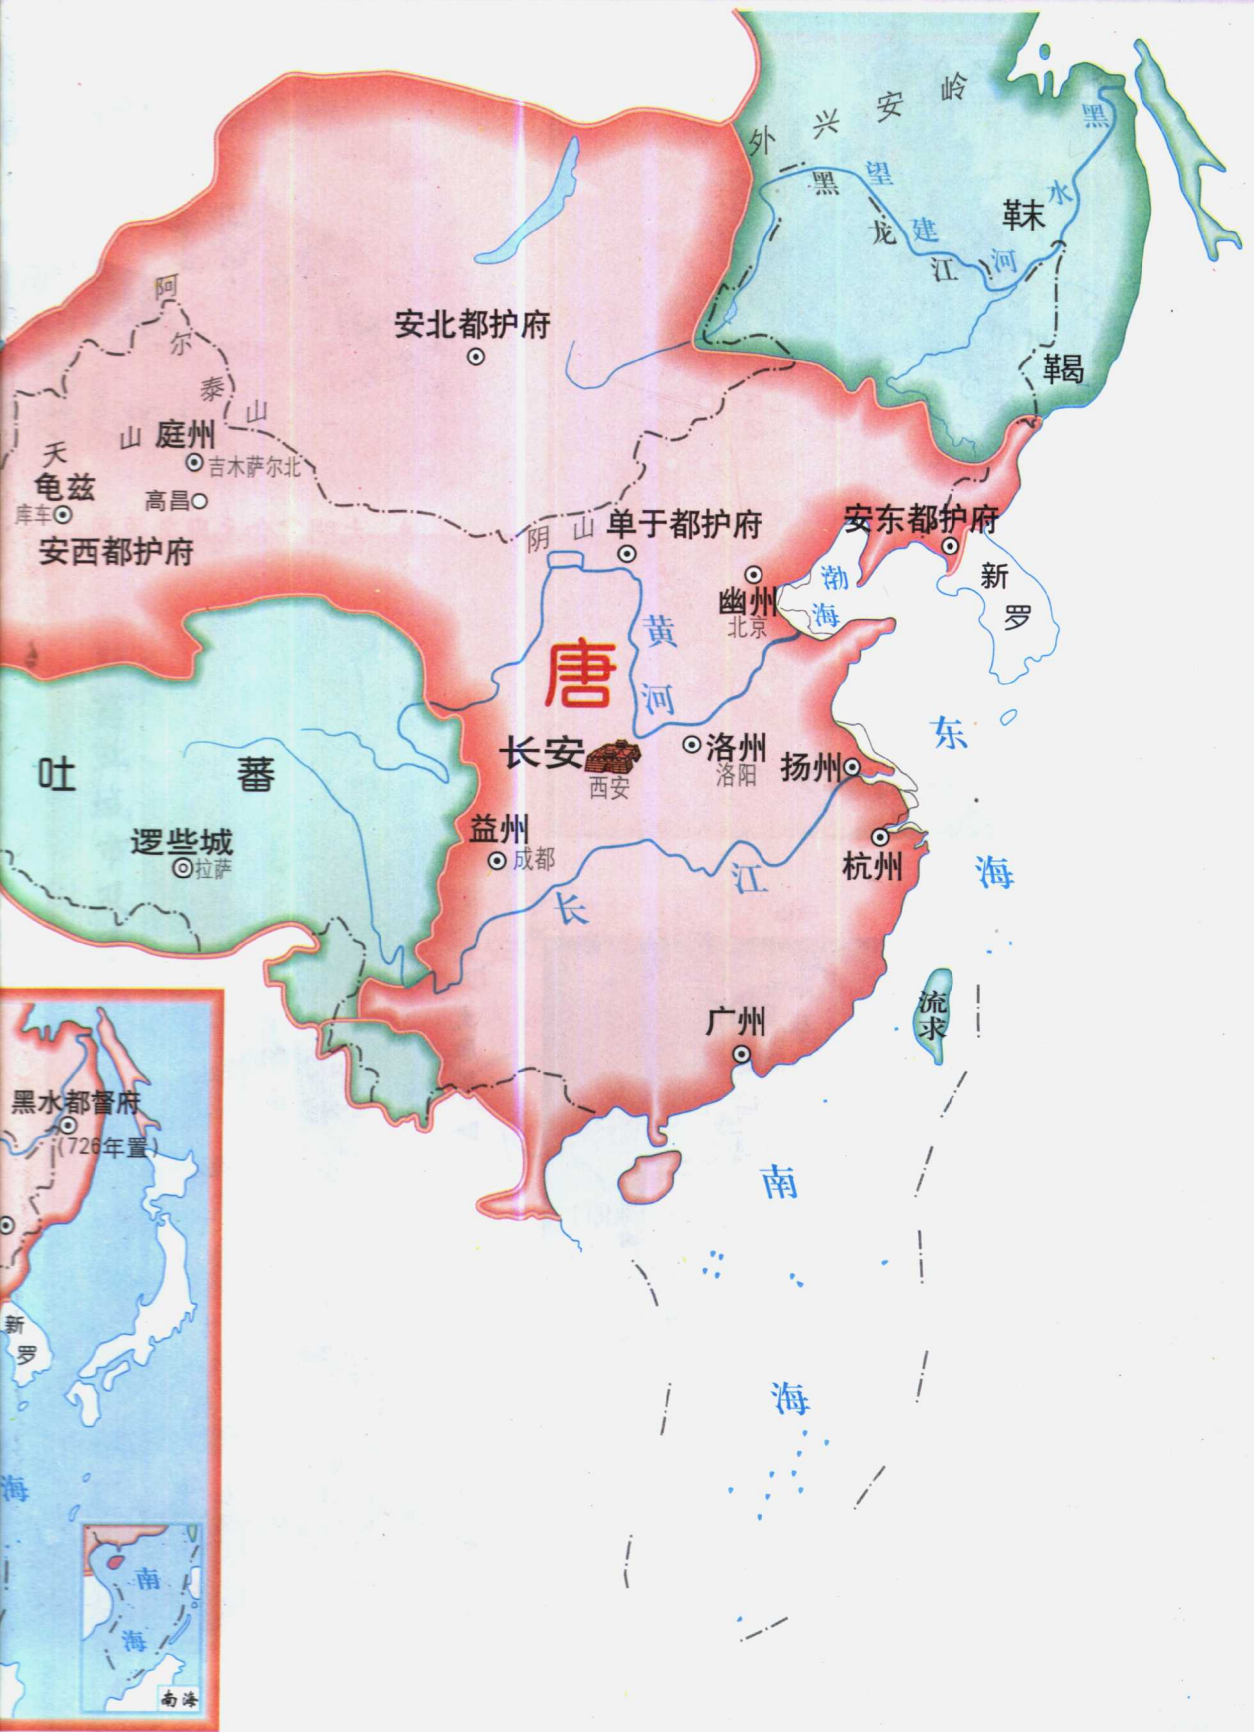 外兴安岭
黑龙江
望建河
黑水
靺鞨
阿尔泰山
安北都护府
天山
庭州
吉木萨尔北
龟兹
库车
高昌
安西都护府
阴山
单于都护府
安东都护府
幽州
北京
渤海
新罗
黄河
唐
长安
西安
洛州
洛阳
扬州
东海
吐蕃
逻些城
拉萨
益州
成都
杭州
长江
广州
流求
南海
黑水都督府
(726年置)
新罗
海
南海
南海